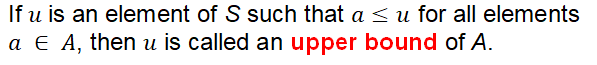 If u is an element of S such that a ≤ u for all elements
a ∈ A, then u is called an upper bound of A.